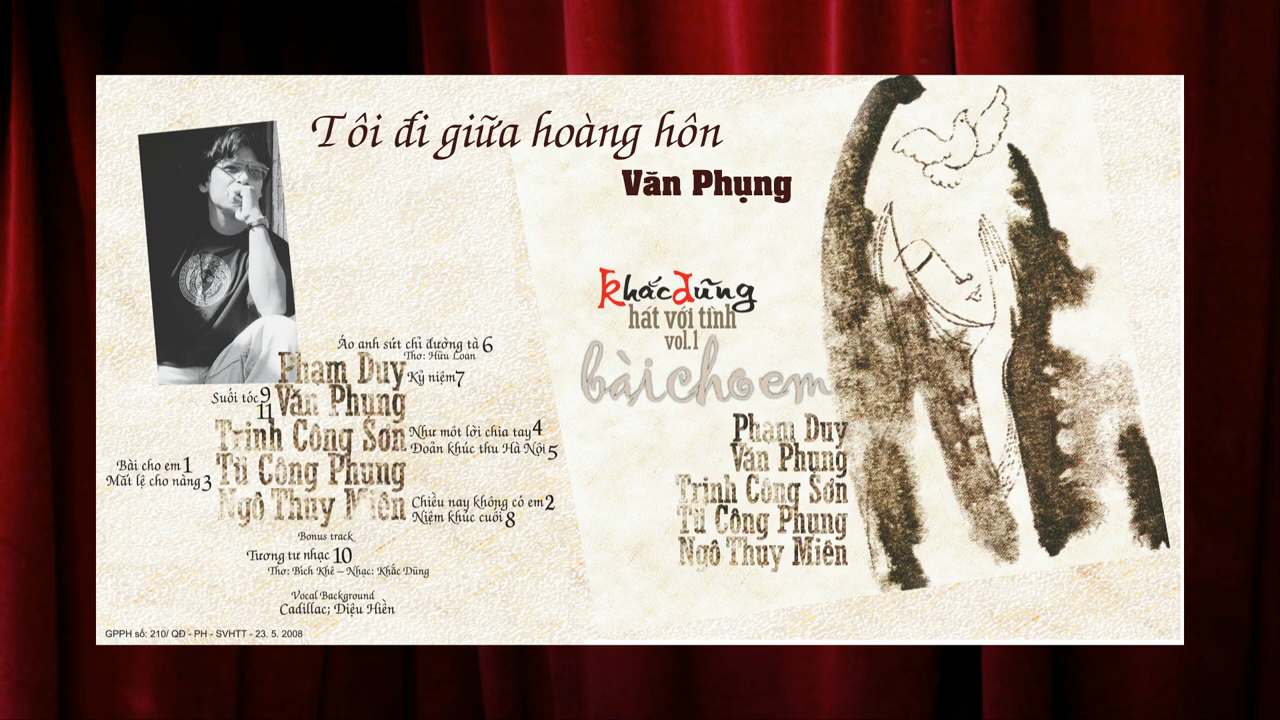 Tôi đi giữa hoàng hôn
Văn Phụng
khắc dũng
hát với tình
vol.1
bài cho em
Phạm Duy
Văn Phụng
Trịnh Công Sơn
Từ Công Phụng
Ngô Thụy Miên
Áo anh sứt chỉ đường tà 6
Thơ: Hữu Loan
Phạm Duy Kỷ niệm 7
Suối tóc 9
11 Văn Phụng
Trịnh Công Sơn Như một lời chia tay 4
Đoản khúc thu Hà Nội 5
Bài cho em 1 Từ Công Phụng
Mắt lệ cho nàng 3
Ngô Thụy Miên Chiều nay không có em 2
Niệm khúc cuối 8
Bonus track
Tương tư nhạc 10
Thơ: Bích Khê – Nhạc: Khắc Dũng
Vocal Background
Cadillac; Diệu Hiền
GPPH số: 210/ QĐ - PH - SVHTT - 23. 5. 2008